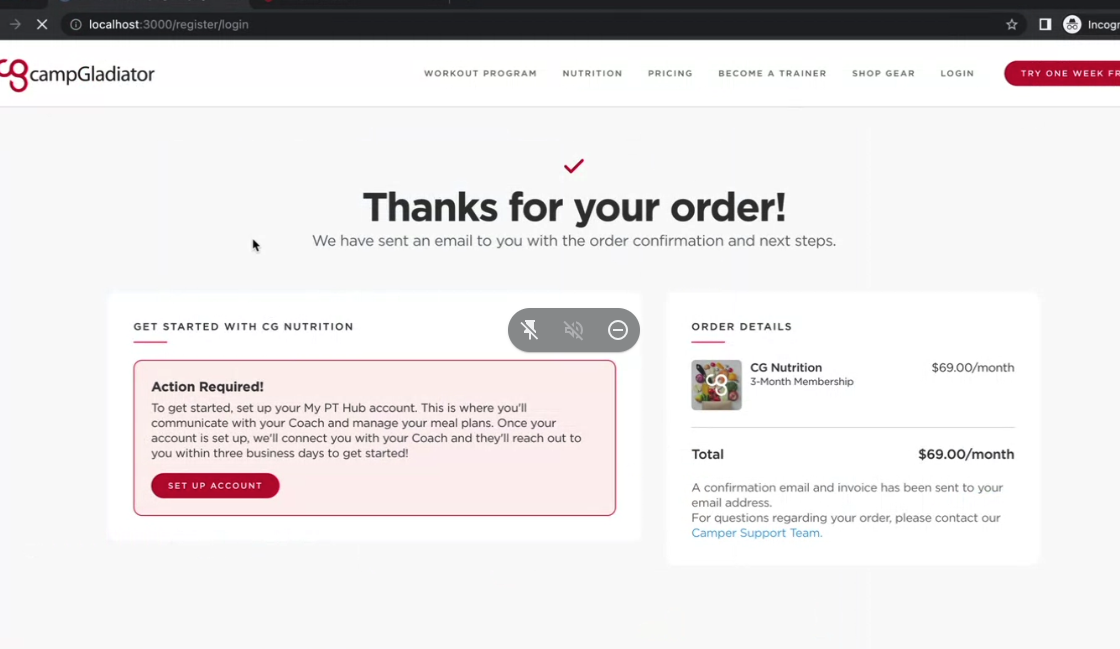 localhost:3000/register/login
campGladiator
WORKOUT PROGRAM NUTRITION PRICING BECOME A TRAINER SHOP GEAR LOGIN TRY ONE WEEK
Thanks for your order!
We have sent an email to you with the order confirmation and next steps.
GET STARTED WITH CG NUTRITION
Action Required!
To get started, set up your My PT Hub account. This is where you'll
communicate with your Coach and manage your meal plans. Once your
account is set up, we'll connect you with your Coach and they'll reach out to
you within three business days to get started!
SET UP ACCOUNT
ORDER DETAILS
CG Nutrition $69.00/month
3-Month Membership
Total $69.00/month
A confirmation email and invoice has been sent to your
email address.
For questions regarding your order, please contact our
Camper Support Team.